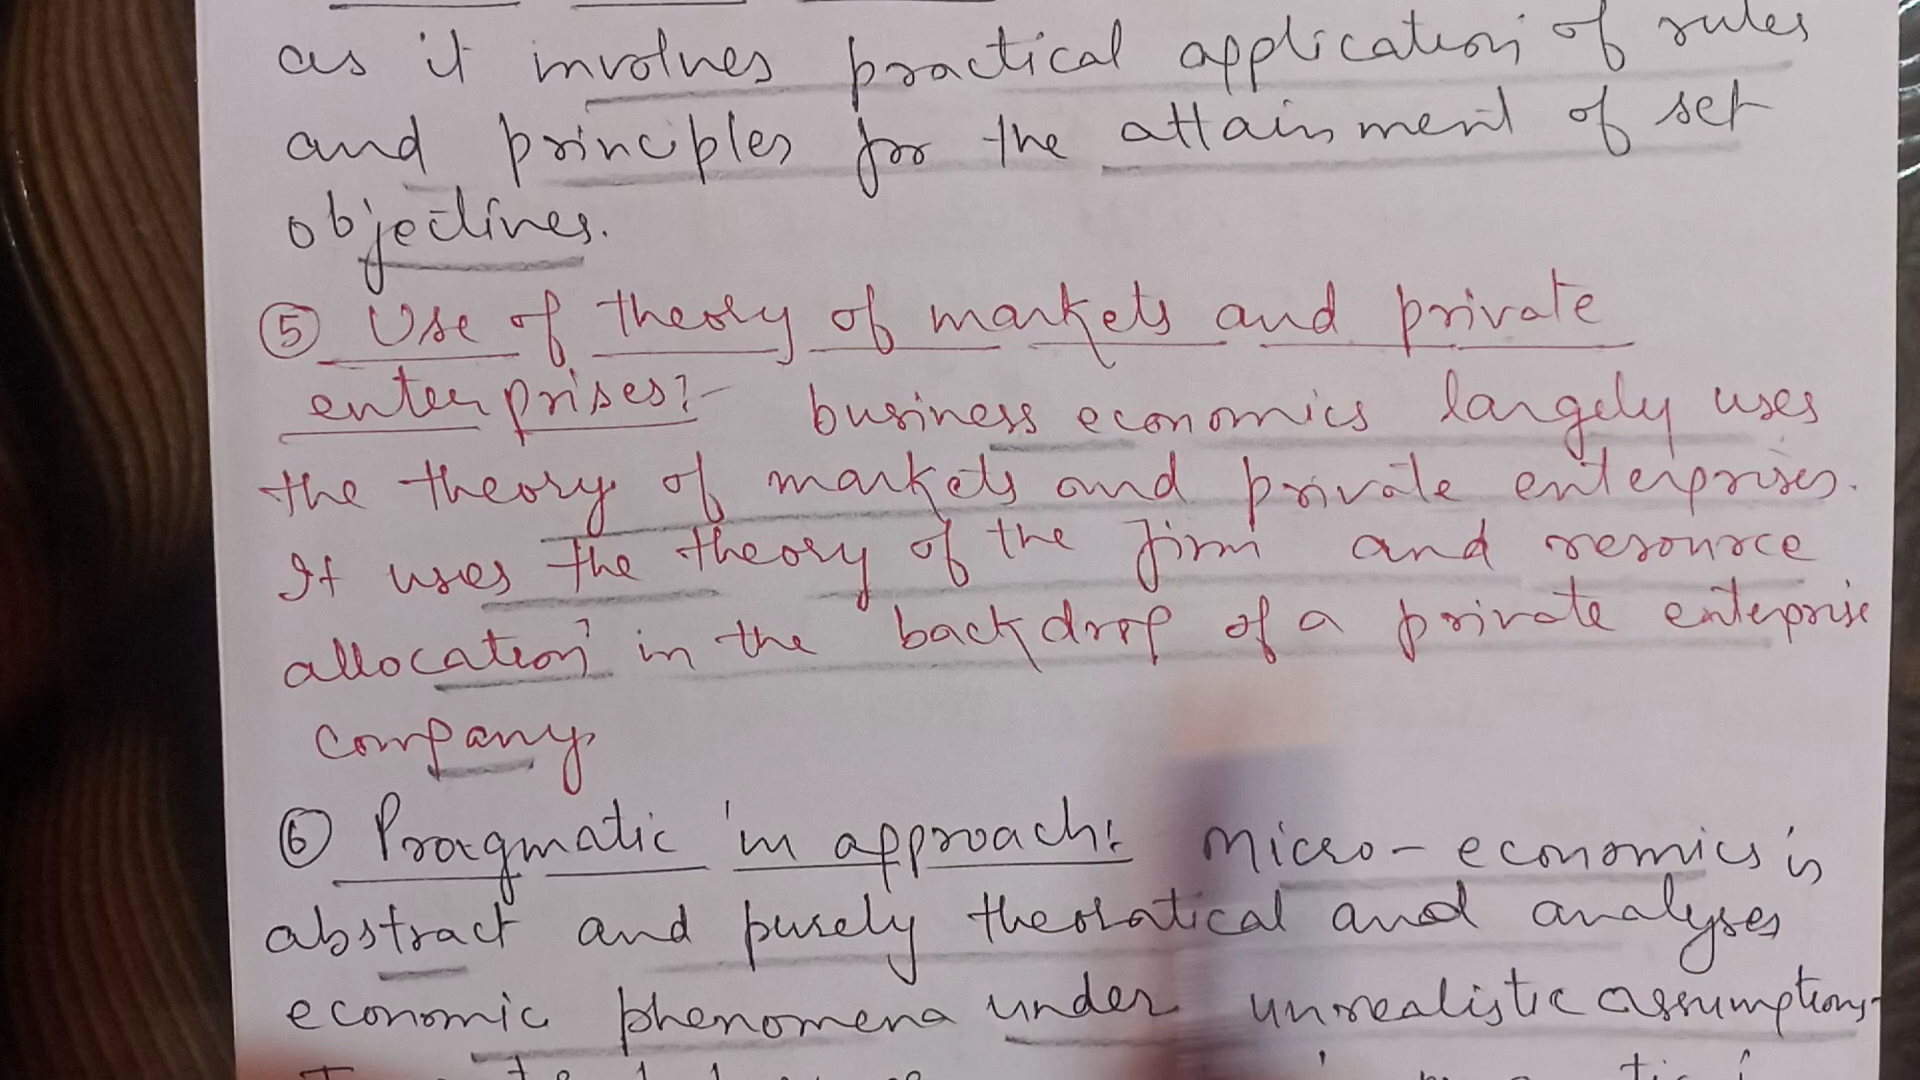 as it involves practical application of rules
and principles for the attainment of set
objectives.
⑤ Use of theory of markets and private
enterprises:- business economics largely uses
the theory of markets and private enterprises.
It uses the theory of the firm and resource
allocation in the backdrop of a private enterprise
company.
⑥ Pragmatic in approach: Micro-economics is
abstract and purely theoratical and analyses
economic phenomena under unrealistic assumptions